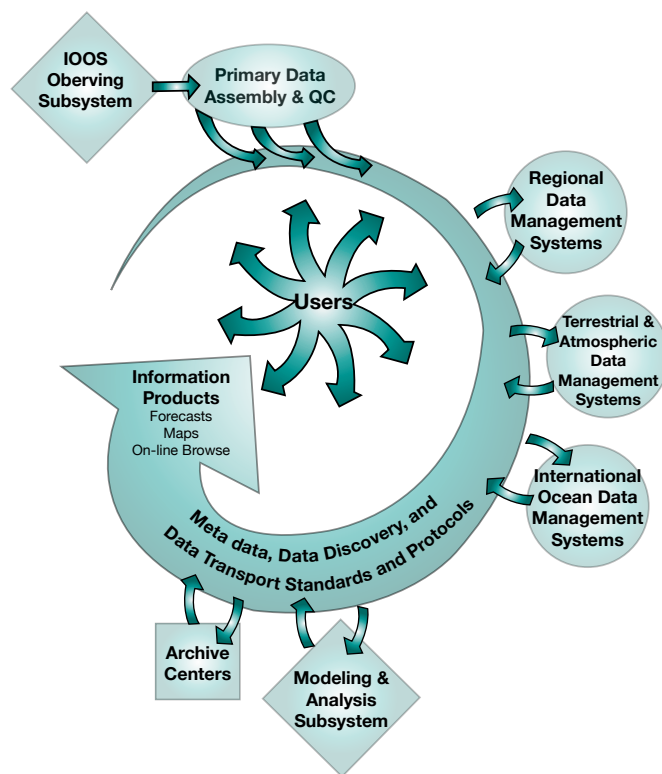 IOOS
Oberving
Subsystem
Primary Data
Assembly & QC
Regional
Data
Management
Systems
Users
Terrestrial &
Atmospheric
Data
Management
Systems
Information
Products
Forecasts
Maps
On-line Browse
International
Ocean Data
Management
Systems
Meta data, Data Discovery, and
Data Transport Standards and Protocols
Archive
Centers
Modeling &
Analysis
Subsystem